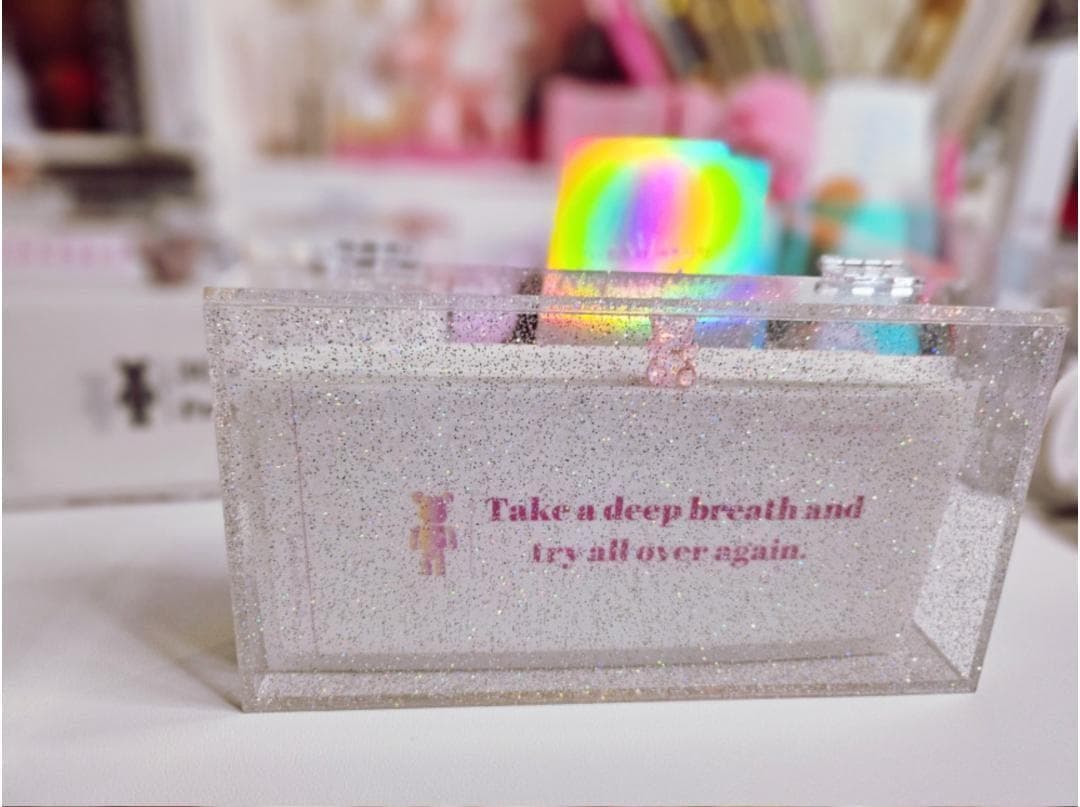 Take a deep breath and
try all over again.